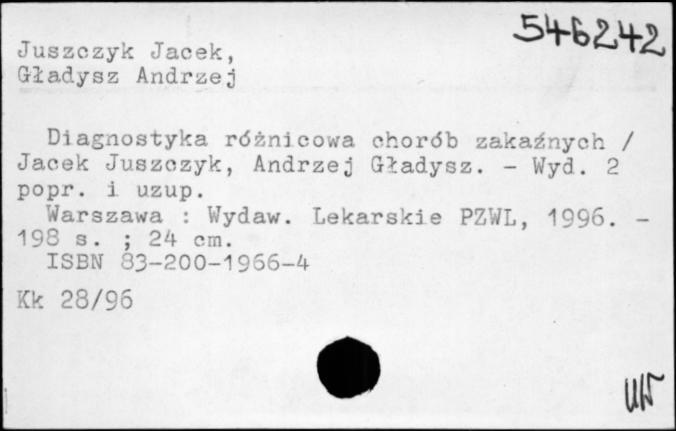 546242
Juszczyk Jacek,
Gładysz Andrzej
Diagnostyka różnicowa chorób zakaźnych /
Jacek Juszczyk, Andrzej Gładysz. - Wyd. 2
popr. i uzup.
Warszawa : Wydaw. Lekarskie PZWL, 1996. -
198 s. ; 24 cm.
ISBN 83-200-1966-4
Kk 28/96
UW